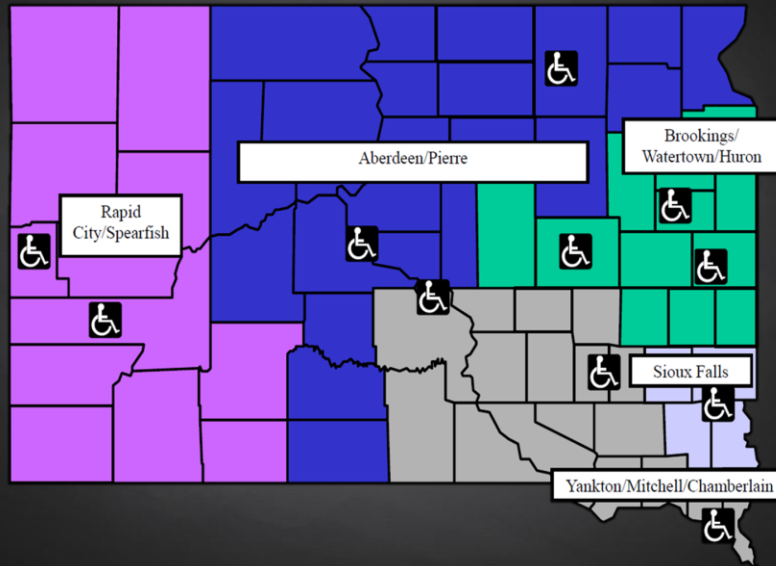 Brookings/
Watertown/Huron
Aberdeen/Pierre
Rapid
City/Spearfish
Sioux Falls
Yankton/Mitchell/Chamberlain